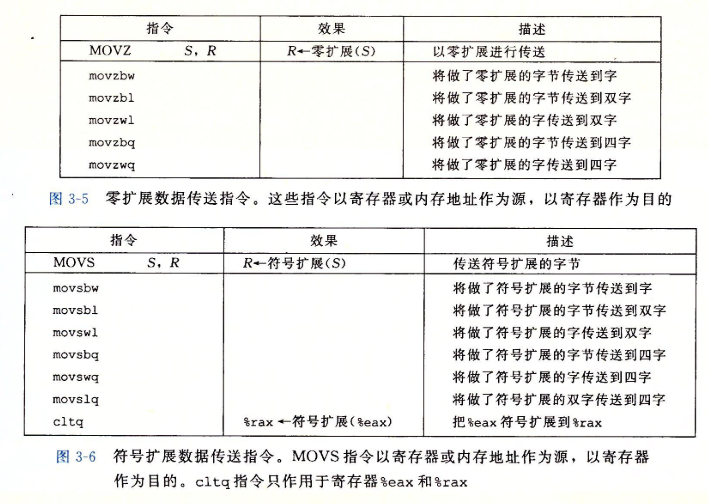 指令 效果 描述
MOVZ S, R R←零扩展(S) 以零扩展进行传送
movzbw 将做了零扩展的字节传送到字
movzbl 将做了零扩展的字节传送到双字
movzwl 将做了零扩展的字传送到双字
movzbq 将做了零扩展的字节传送到四字
movzwq 将做了零扩展的字传送到四字
图 3-5 零扩展数据传送指令。这些指令以寄存器或内存地址作为源，以寄存器作为目的
指令 效果 描述
MOVS S, R R←符号扩展(S) 传送符号扩展的字节
movsbw 将做了符号扩展的字节传送到字
movsbl 将做了符号扩展的字节传送到双字
movswl 将做了符号扩展的字传送到双字
movsbq 将做了符号扩展的字节传送到四字
movswq 将做了符号扩展的字传送到四字
movslq 将做了符号扩展的双字传送到四字
cltq %rax←符号扩展(%eax) 把%eax符号扩展到%rax
图 3-6 符号扩展数据传送指令。MOVS指令以寄存器或内存地址作为源，以寄存器
作为目的。cltq指令只作用于寄存器%eax和%rax